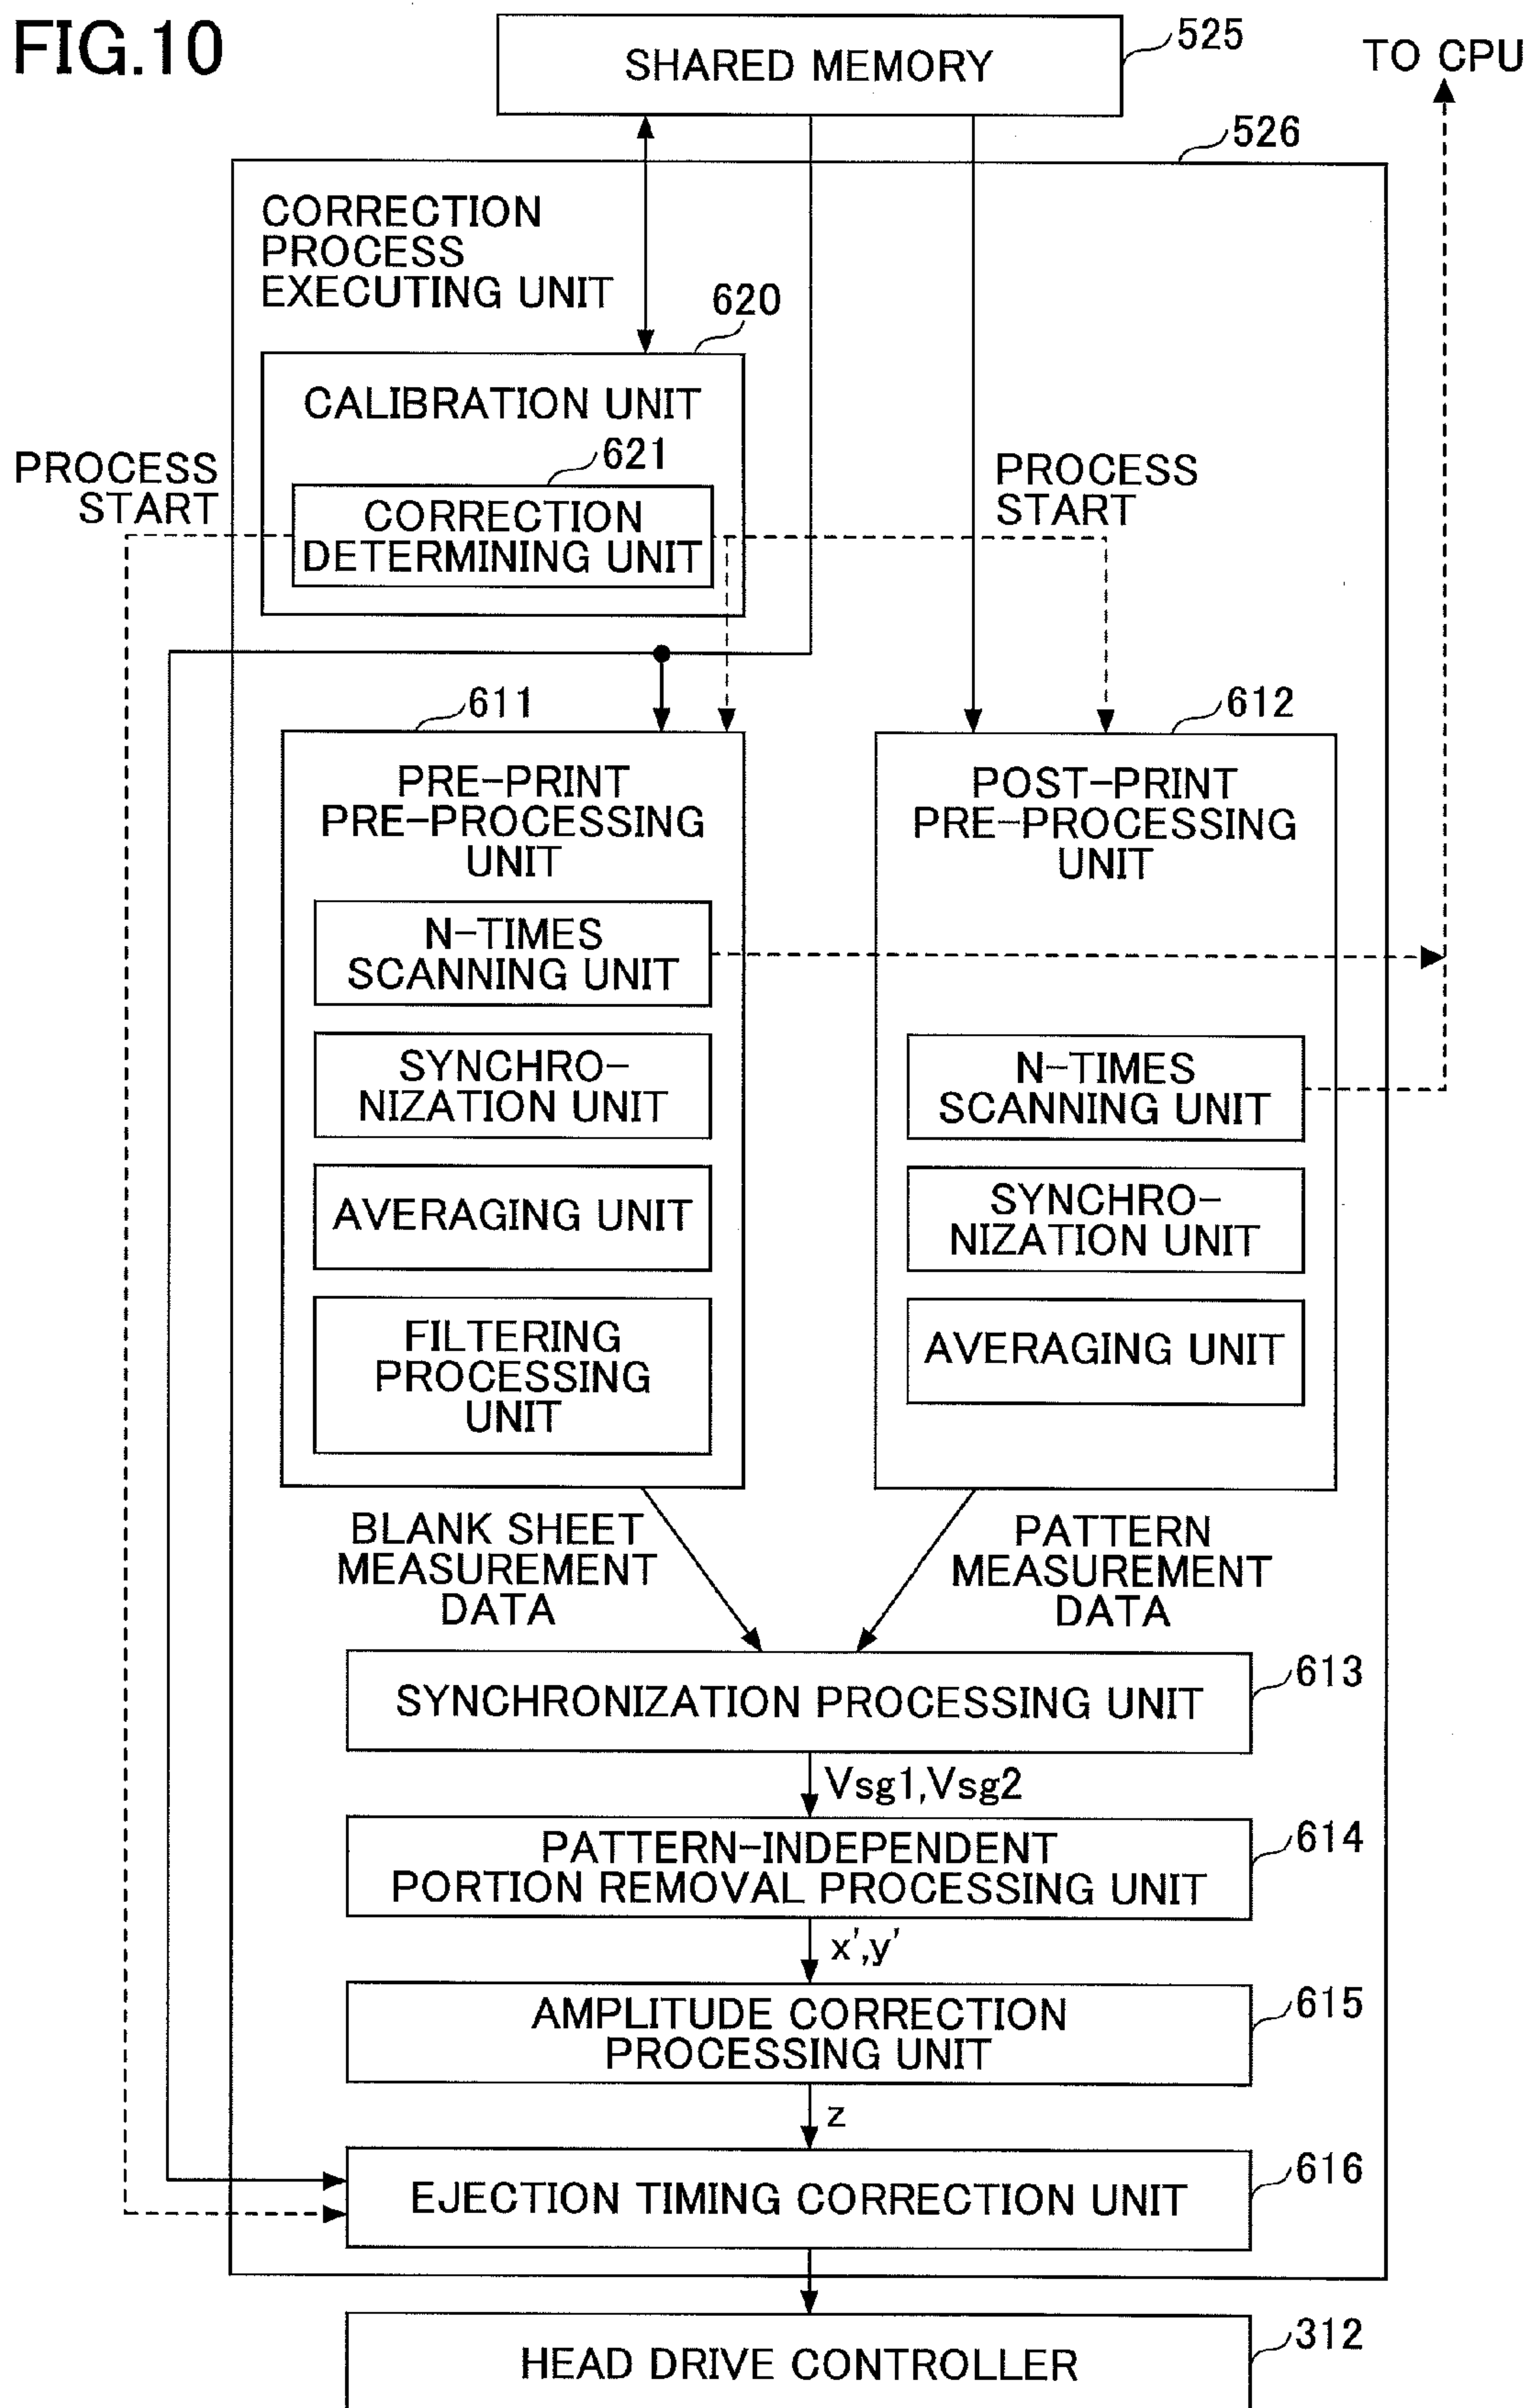 FIG.10
SHARED MEMORY
525
TO CPU
526
CORRECTION
PROCESS
EXECUTING UNIT
620
CALIBRATION UNIT
621
PROCESS
START
CORRECTION
DETERMINING UNIT
PROCESS
START
611
PRE-PRINT
PRE-PROCESSING
UNIT
N-TIMES
SCANNING UNIT
SYNCHRO-
NIZATION UNIT
AVERAGING UNIT
FILTERING
PROCESSING
UNIT
612
POST-PRINT
PRE-PROCESSING
UNIT
N-TIMES
SCANNING UNIT
SYNCHRO-
NIZATION UNIT
AVERAGING UNIT
BLANK SHEET
MEASUREMENT
DATA
PATTERN
MEASUREMENT
DATA
SYNCHRONIZATION PROCESSING UNIT
613
Vsg1,Vsg2
PATTERN-INDEPENDENT
PORTION REMOVAL PROCESSING UNIT
614
x',y'
AMPLITUDE CORRECTION
PROCESSING UNIT
615
z
EJECTION TIMING CORRECTION UNIT
616
HEAD DRIVE CONTROLLER
312